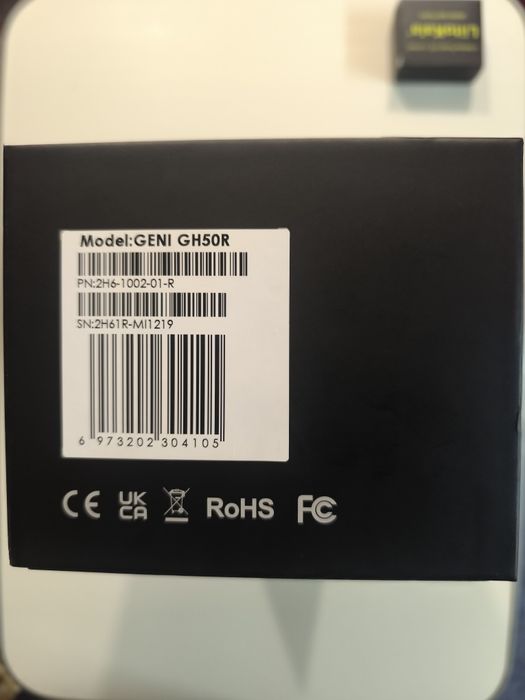 Model:GENI GH50R
PN:2H6-1002-01-R
SN:2H61R-MI1219
6 973202 304105
CE UK CA RoHS FC